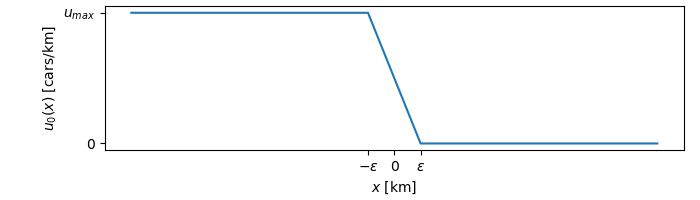 u_max
u_0(x) [cars/km]
0
−ε 0 ε
x [km]